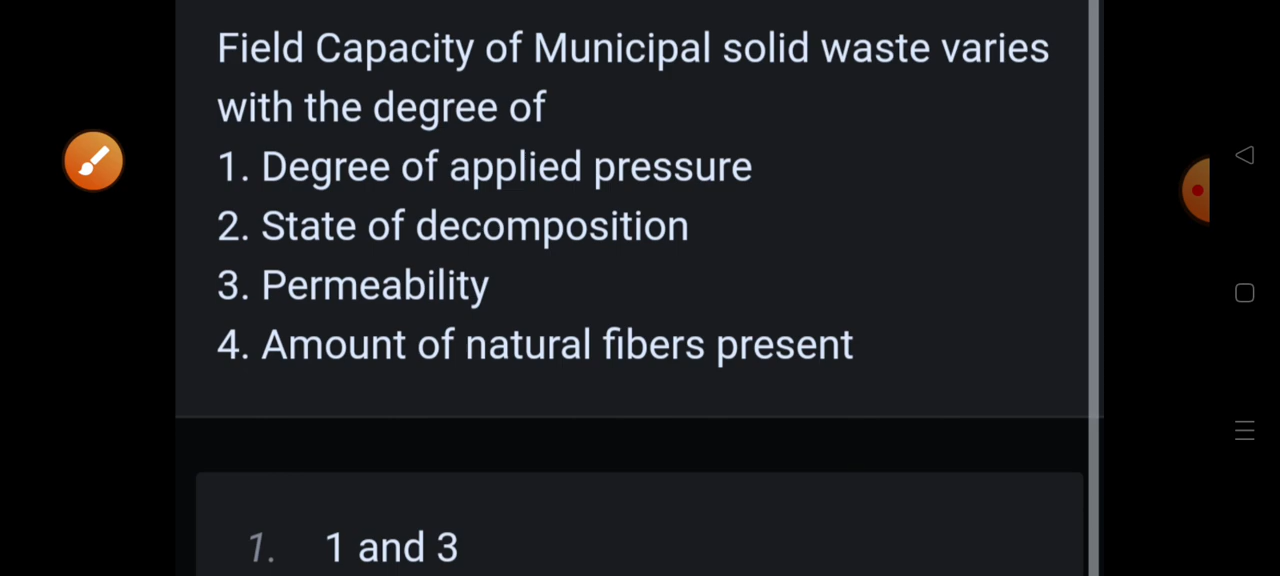 Field Capacity of Municipal solid waste varies
with the degree of
1. Degree of applied pressure
2. State of decomposition
3. Permeability
4. Amount of natural fibers present
1. 1 and 3